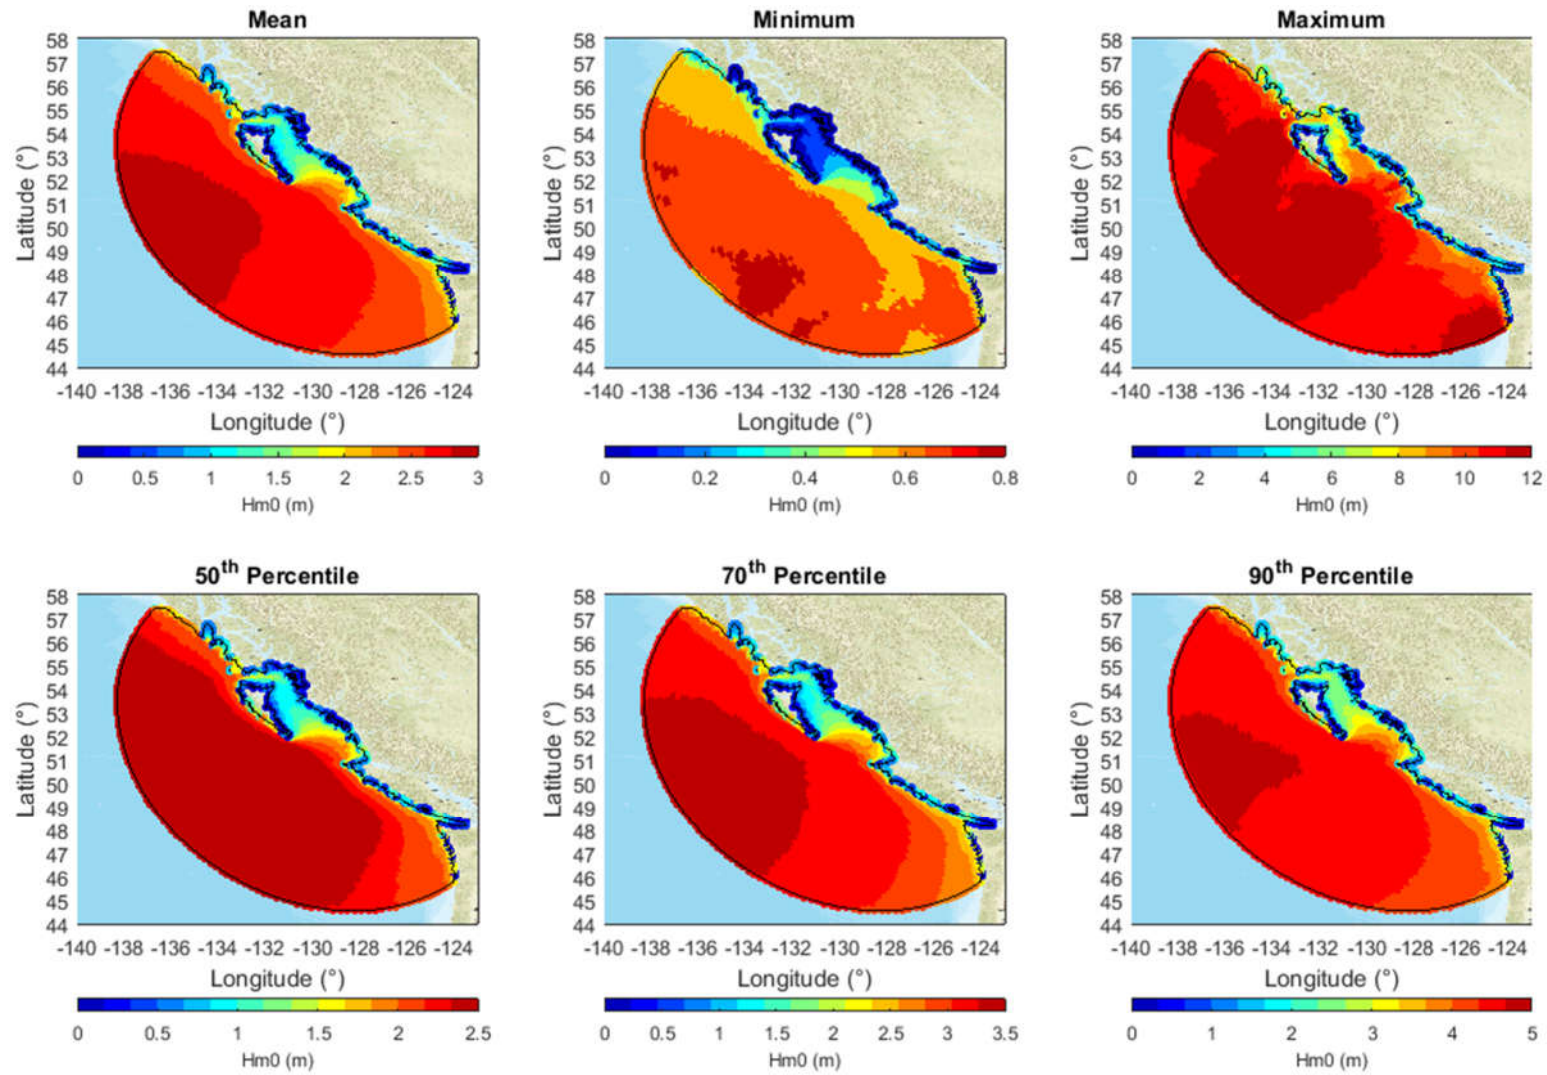 Mean
Minimum
Maximum
58
57
56
55
54
53
52
51
50
49
48
47
46
45
44
Latitude (°)
-140 -138 -136 -134 -132 -130 -128 -126 -124
Longitude (°)
0 0.5 1 1.5 2 2.5 3
Hm0 (m)
58
57
56
55
54
53
52
51
50
49
48
47
46
45
44
Latitude (°)
-140 -138 -136 -134 -132 -130 -128 -126 -124
Longitude (°)
0 0.2 0.4 0.6 0.8
Hm0 (m)
58
57
56
55
54
53
52
51
50
49
48
47
46
45
44
Latitude (°)
-140 -138 -136 -134 -132 -130 -128 -126 -124
Longitude (°)
0 2 4 6 8 10 12
Hm0 (m)
50th Percentile
70th Percentile
90th Percentile
58
57
56
55
54
53
52
51
50
49
48
47
46
45
44
Latitude (°)
-140 -138 -136 -134 -132 -130 -128 -126 -124
Longitude (°)
0 0.5 1 1.5 2 2.5
Hm0 (m)
58
57
56
55
54
53
52
51
50
49
48
47
46
45
44
Latitude (°)
-140 -138 -136 -134 -132 -130 -128 -126 -124
Longitude (°)
0 0.5 1 1.5 2 2.5 3 3.5
Hm0 (m)
58
57
56
55
54
53
52
51
50
49
48
47
46
45
44
Latitude (°)
-140 -138 -136 -134 -132 -130 -128 -126 -124
Longitude (°)
0 1 2 3 4 5
Hm0 (m)